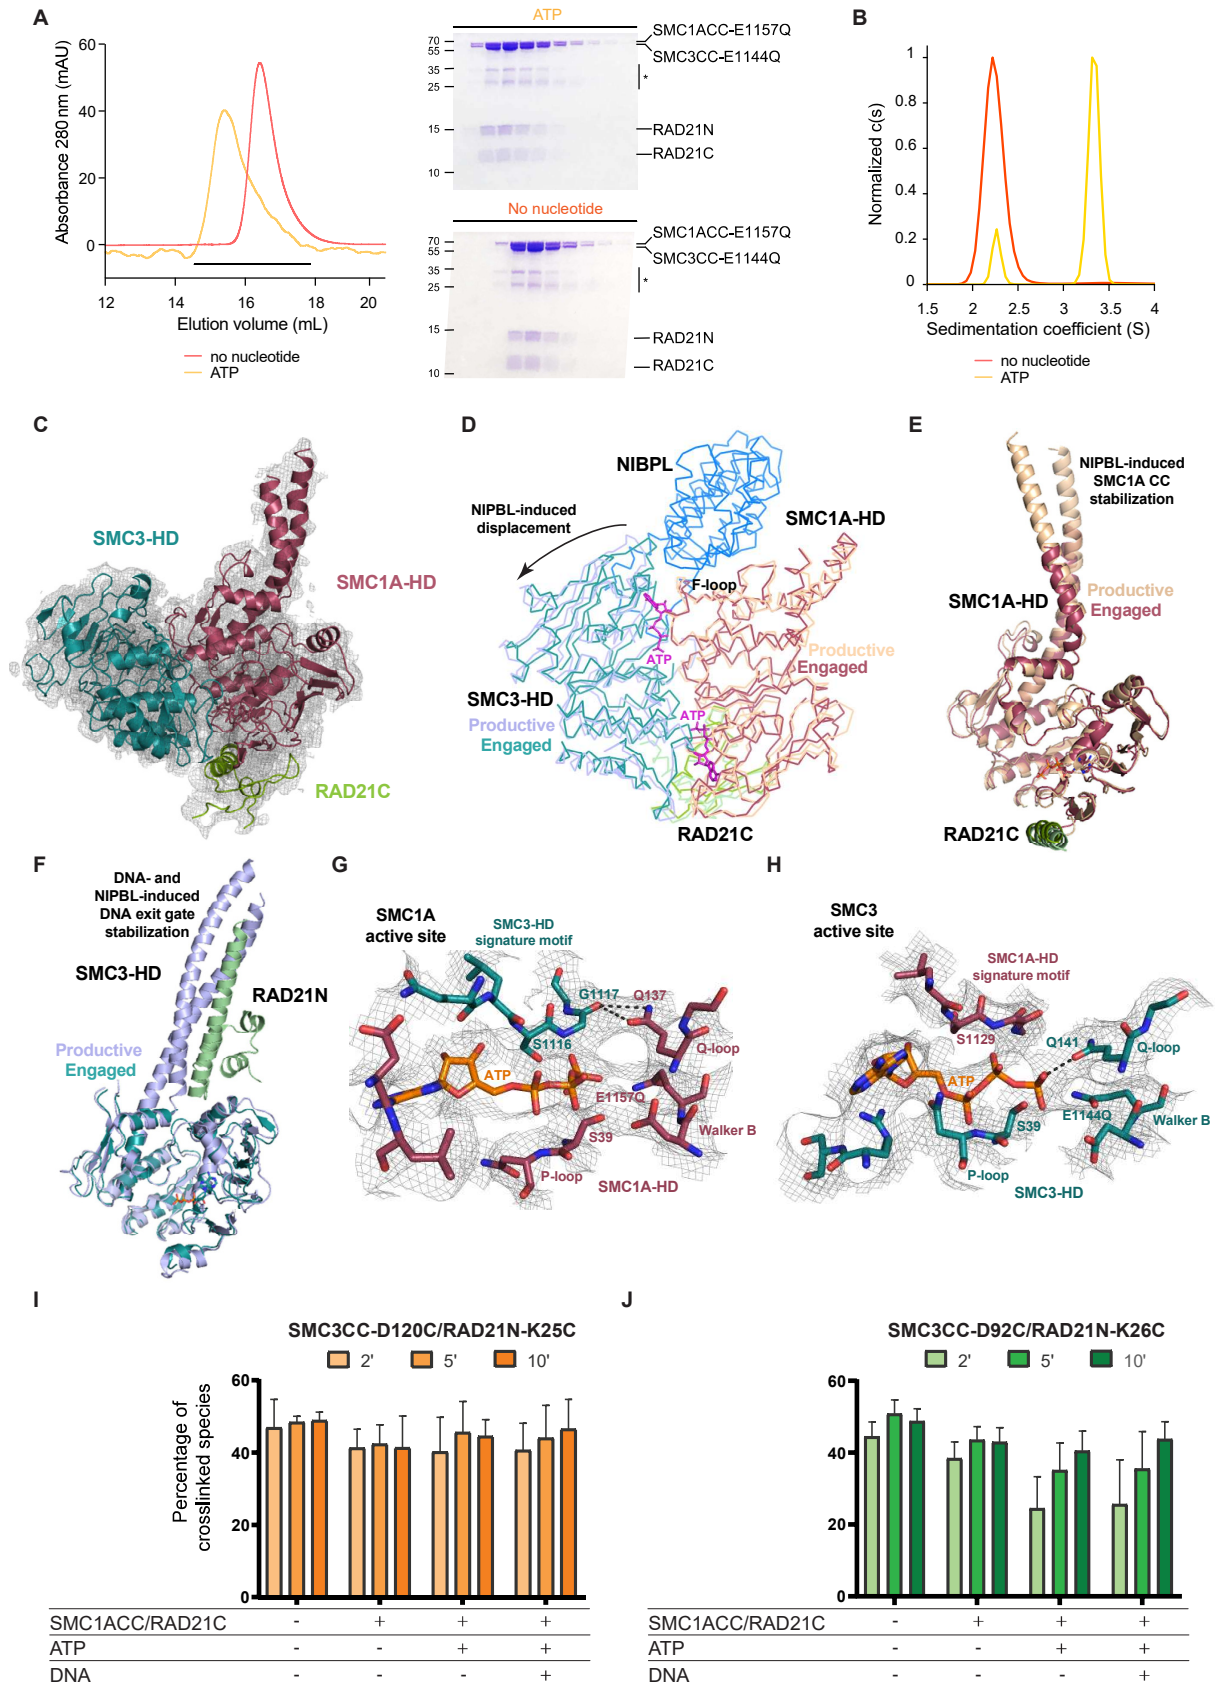 A
ATP
60
40
20
0
Absorbance 280 nm (mAU)
12 14 16 18 20
Elution volume (mL)
no nucleotide
ATP
70
55
35
25
15
10
SMC1ACC-E1157Q
SMC3CC-E1144Q
*
RAD21N
RAD21C
No nucleotide
70
55
35
25
15
10
SMC1ACC-E1157Q
SMC3CC-E1144Q
*
RAD21N
RAD21C
B
1
0.8
0.6
0.4
0.2
0
Normalized c(s)
1.5 2 2.5 3 3.5 4
Sedimentation coefficient (S)
no nucleotide
ATP
C
SMC3-HD
SMC1A-HD
RAD21C
D
NIBPL
NIPBL-induced
displacement
SMC1A-HD
F-loop
ATP
Productive
Engaged
SMC3-HD
ATP
Productive
Engaged
RAD21C
E
NIPBL-induced
SMC1A CC
stabilization
SMC1A-HD
Productive
Engaged
RAD21C
F
DNA- and
NIPBL-induced
DNA exit gate
stabilization
SMC3-HD
RAD21N
Productive
Engaged
G
SMC1A
active site
SMC3-HD
signature motif
G1117
Q137
S1116
Q-loop
ATP
E1157Q
S39
Walker B
P-loop
SMC1A-HD
H
SMC3
active site
SMC1A-HD
signature motif
S1129
Q141
Q-loop
ATP
E1144Q
S39
Walker B
P-loop
SMC3-HD
I
SMC3CC-D120C/RAD21N-K25C
2' 5' 10'
60
40
20
0
Percentage of
crosslinked species
SMC1ACC/RAD21C - + + +
ATP - - + +
DNA - - - +
J
SMC3CC-D92C/RAD21N-K26C
2' 5' 10'
60
40
20
0
SMC1ACC/RAD21C - + + +
ATP - - + +
DNA - - - +